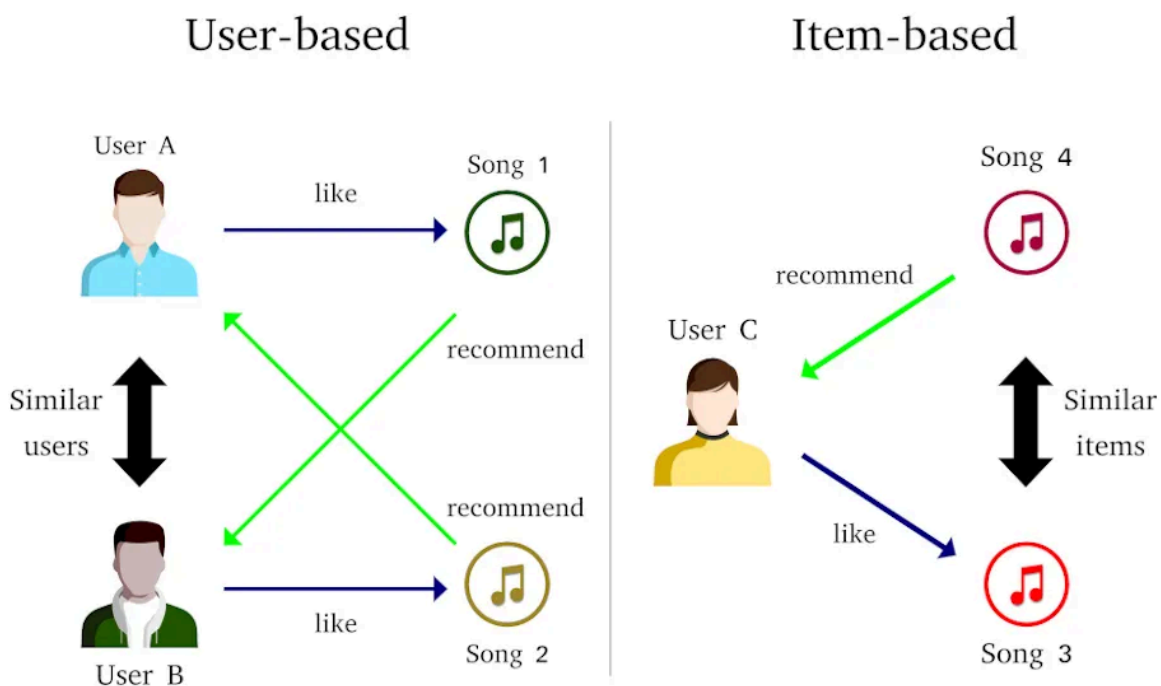 User-based
Item-based
User A
Song 1
like
recommend
Similar
users
recommend
like
User B
Song 2
Song 4
recommend
User C
Similar
items
like
Song 3